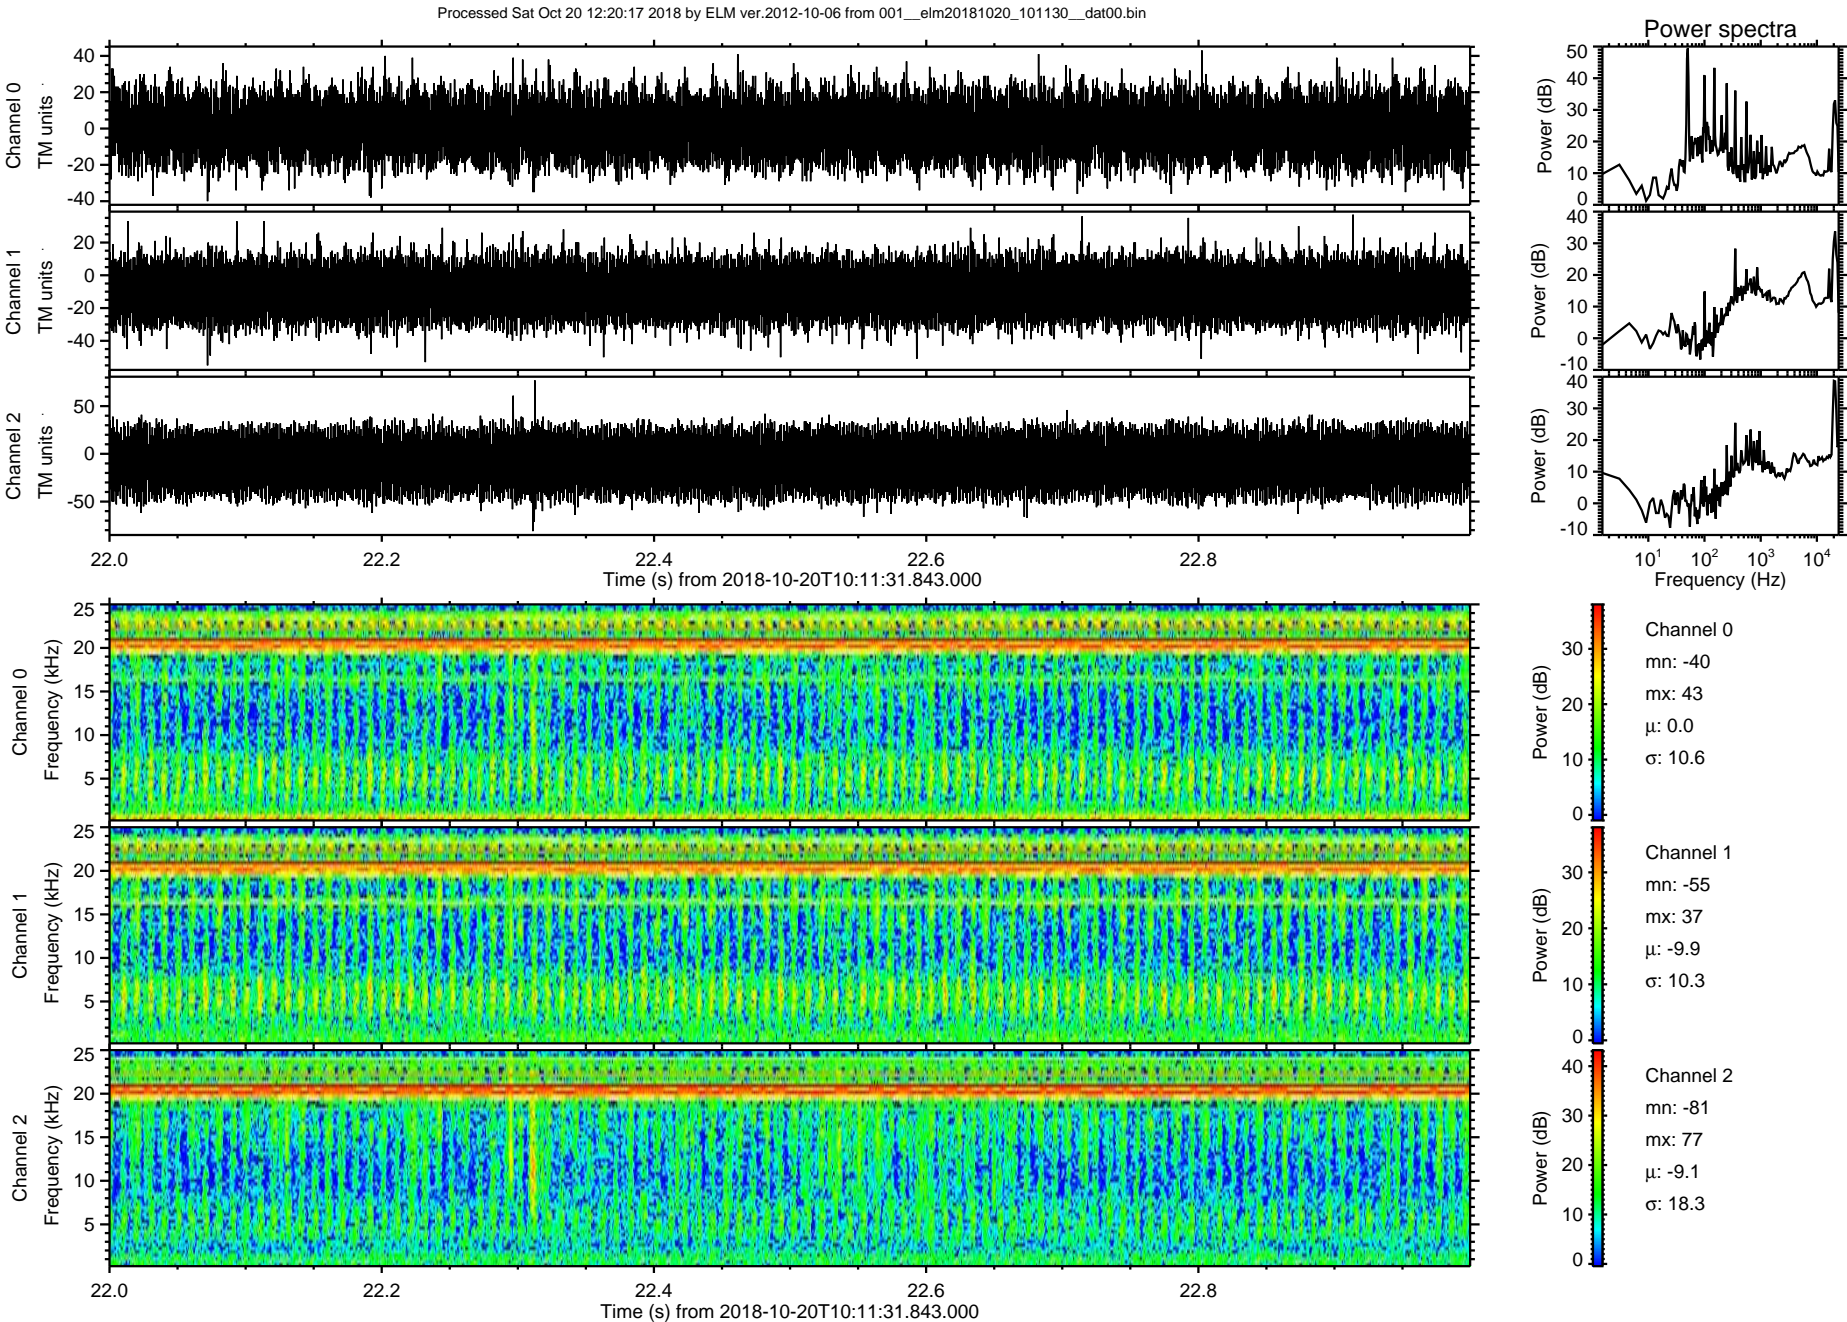 Processed Sat Oct 20 12:20:17 2018 by ELM ver.2012-10-06 from 001__elm20181020_101130__dat00.bin
Power spectra
Channel 0
TM units
40
20
0
-20
-40
Power (dB)
50
40
30
20
10
0
Channel 1
TM units
20
0
-20
-40
Power (dB)
40
30
20
10
0
-10
Channel 2
TM units
50
0
-50
Power (dB)
40
30
20
10
0
-10
22.0 22.2 22.4 22.6 22.8
Time (s) from 2018-10-20T10:11:31.843.000
10^1 10^2 10^3 10^4
Frequency (Hz)
Channel 0
Frequency (kHz)
25
20
15
10
5
Power (dB)
30
20
10
0
Channel 0
mn: -40
mx: 43
μ: 0.0
σ: 10.6
Channel 1
Frequency (kHz)
25
20
15
10
5
Power (dB)
30
20
10
0
Channel 1
mn: -55
mx: 37
μ: -9.9
σ: 10.3
Channel 2
Frequency (kHz)
25
20
15
10
5
Power (dB)
40
30
20
10
0
Channel 2
mn: -81
mx: 77
μ: -9.1
σ: 18.3
22.0 22.2 22.4 22.6 22.8
Time (s) from 2018-10-20T10:11:31.843.000